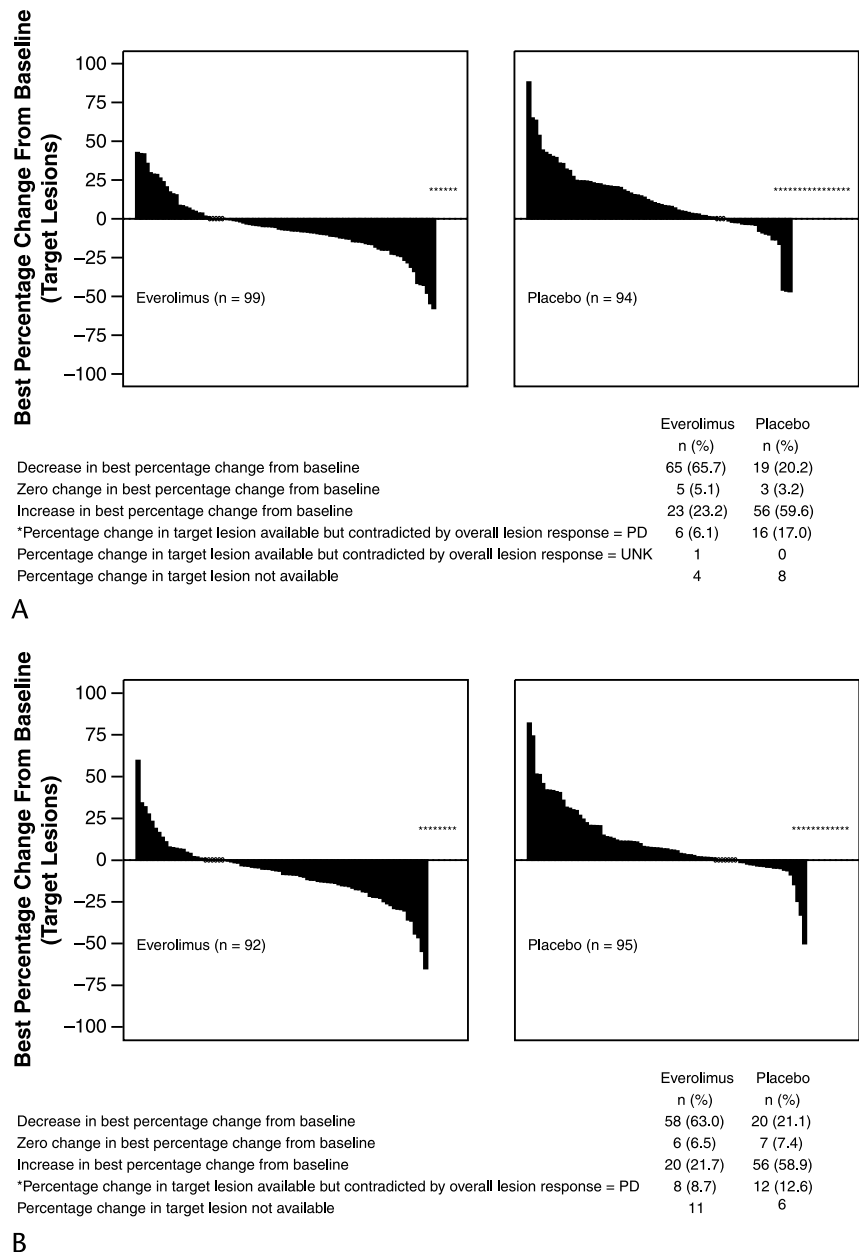 Best Percentage Change From Baseline
(Target Lesions)
100
75
50
25
0
−25
−50
−75
−100
******
Everolimus (n = 99)
****************
Placebo (n = 94)
Everolimus Placebo
n (%) n (%)
Decrease in best percentage change from baseline 65 (65.7) 19 (20.2)
Zero change in best percentage change from baseline 5 (5.1) 3 (3.2)
Increase in best percentage change from baseline 23 (23.2) 56 (59.6)
*Percentage change in target lesion available but contradicted by overall lesion response = PD 6 (6.1) 16 (17.0)
Percentage change in target lesion available but contradicted by overall lesion response = UNK 1 0
Percentage change in target lesion not available 4 8
A
Best Percentage Change From Baseline
(Target Lesions)
100
75
50
25
0
−25
−50
−75
−100
********
Everolimus (n = 92)
************
Placebo (n = 95)
Everolimus Placebo
n (%) n (%)
Decrease in best percentage change from baseline 58 (63.0) 20 (21.1)
Zero change in best percentage change from baseline 6 (6.5) 7 (7.4)
Increase in best percentage change from baseline 20 (21.7) 56 (58.9)
*Percentage change in target lesion available but contradicted by overall lesion response = PD 8 (8.7) 12 (12.6)
Percentage change in target lesion not available 11 6
B